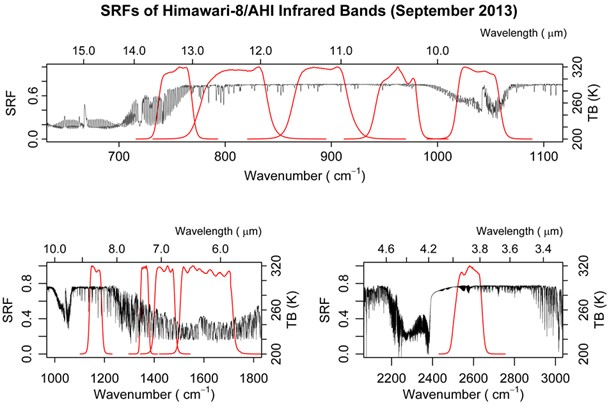 SRFs of Himawari-8/AHI Infrared Bands (September 2013)
Wavelength ( μm)
15.0 14.0 13.0 12.0 11.0 10.0
SRF
0.0 0.6
200 260 320
TB (K)
700 800 900 1000 1100
Wavenumber ( cm⁻¹)
Wavelength ( μm)
10.0 8.0 7.0 6.0
SRF
0.0 0.4 0.8
200 260 320
TB (K)
1000 1200 1400 1600 1800
Wavenumber ( cm⁻¹)
Wavelength ( μm)
4.6 4.4 4.2 3.8 3.6 3.4
SRF
0.0 0.4 0.8
200 260 320
TB (K)
2200 2400 2600 2800 3000
Wavenumber ( cm⁻¹)